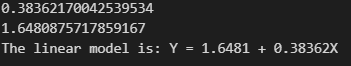 0.38362170042539534
1.6480875717859167
The linear model is: Y = 1.6481 + 0.38362X